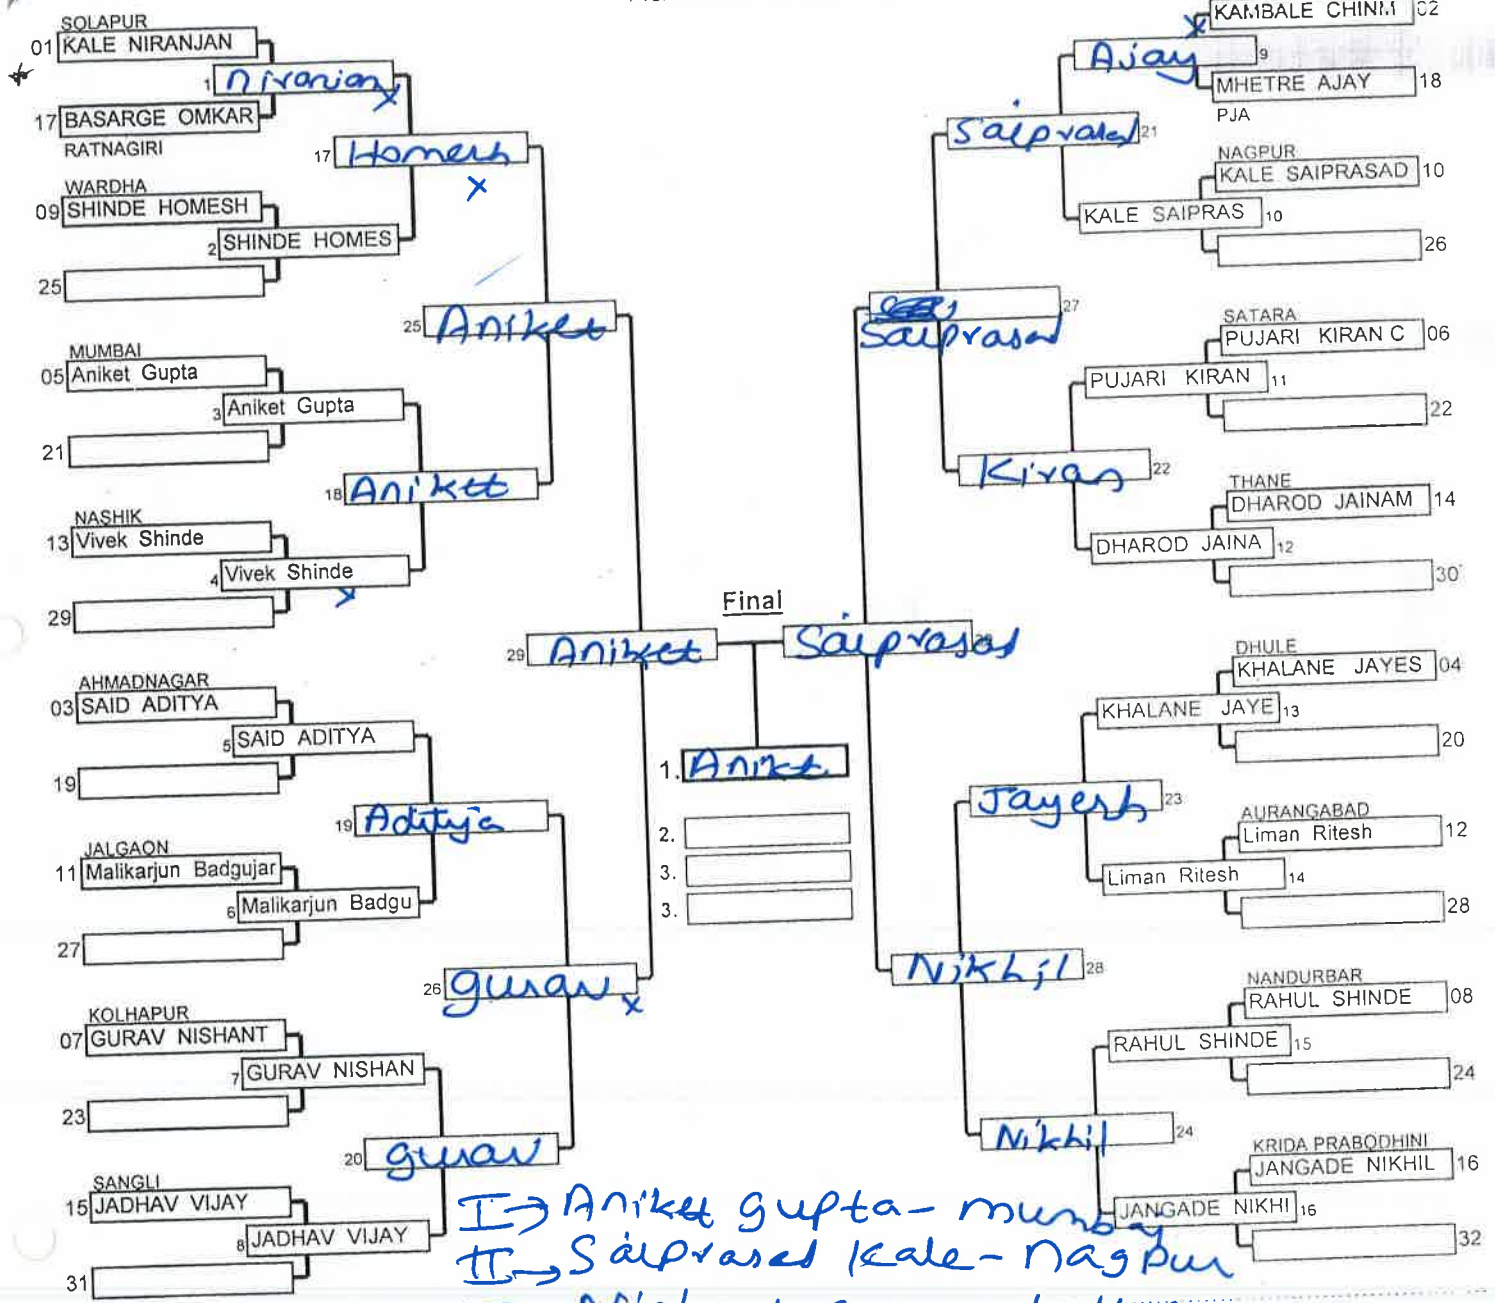 SOLAPUR
01 KALE NIRANJAN
1 Niranjan x
17 BASARGE OMKAR
RATNAGIRI
17 Homesh
x
WARDHA
09 SHINDE HOMESH
2 SHINDE HOMES
25
25 Aniket
MUMBAI
05 Aniket Gupta
3 Aniket Gupta
21
18 Aniket
NASHIK
13 Vivek Shinde
4 Vivek Shinde
x
29
29 Aniket
AHMADNAGAR
03 SAID ADITYA
5 SAID ADITYA
19
19 Aditya
JALGAON
11 Malikarjun Badgujar
6 Malikarjun Badgu
27
26 gurav x
KOLHAPUR
07 GURAV NISHANT
7 GURAV NISHAN
23
20 gurav
SANGLI
15 JADHAV VIJAY
8 JADHAV VIJAY
31
Final
1. Aniket
2.
3.
3.
KAMBALE CHINM 02
x
Ajay 9
MHETRE AJAY 18
PJA
Saiprasad 21
NAGPUR
KALE SAIPRASAD 10
KALE SAIPRAS 10
26
27
Saiprasad
SATARA
PUJARI KIRAN C 06
PUJARI KIRAN 11
22
Kiran 22
THANE
DHAROD JAINAM 14
DHAROD JAINA 12
30
Saiprasad
DHULE
KHALANE JAYES 04
KHALANE JAYE 13
20
Jayesh 23
AURANGABAD
Liman Ritesh 12
Liman Ritesh 14
28
Nikhil 28
NANDURBAR
RAHUL SHINDE 08
RAHUL SHINDE 15
24
Nikhil 24
KRIDA PRABODHINI
JANGADE NIKHIL 16
JANGADE NIKHI 16
32
I → Aniket gupta - mumbay
II → Saiprasad Kale - Nagpur